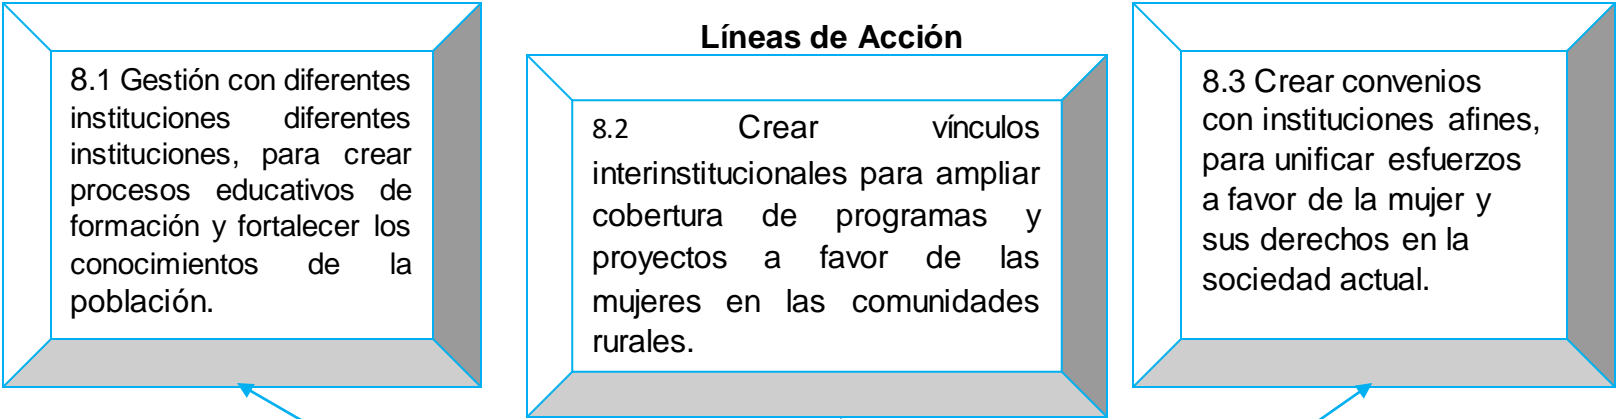 Líneas de Acción
8.1 Gestión con diferentes
instituciones diferentes
instituciones, para crear
procesos educativos de
formación y fortalecer los
conocimientos de la
población.
8.2 Crear vínculos
interinstitucionales para ampliar
cobertura de programas y
proyectos a favor de las
mujeres en las comunidades
rurales.
8.3 Crear convenios
con instituciones afines,
para unificar esfuerzos
a favor de la mujer y
sus derechos en la
sociedad actual.